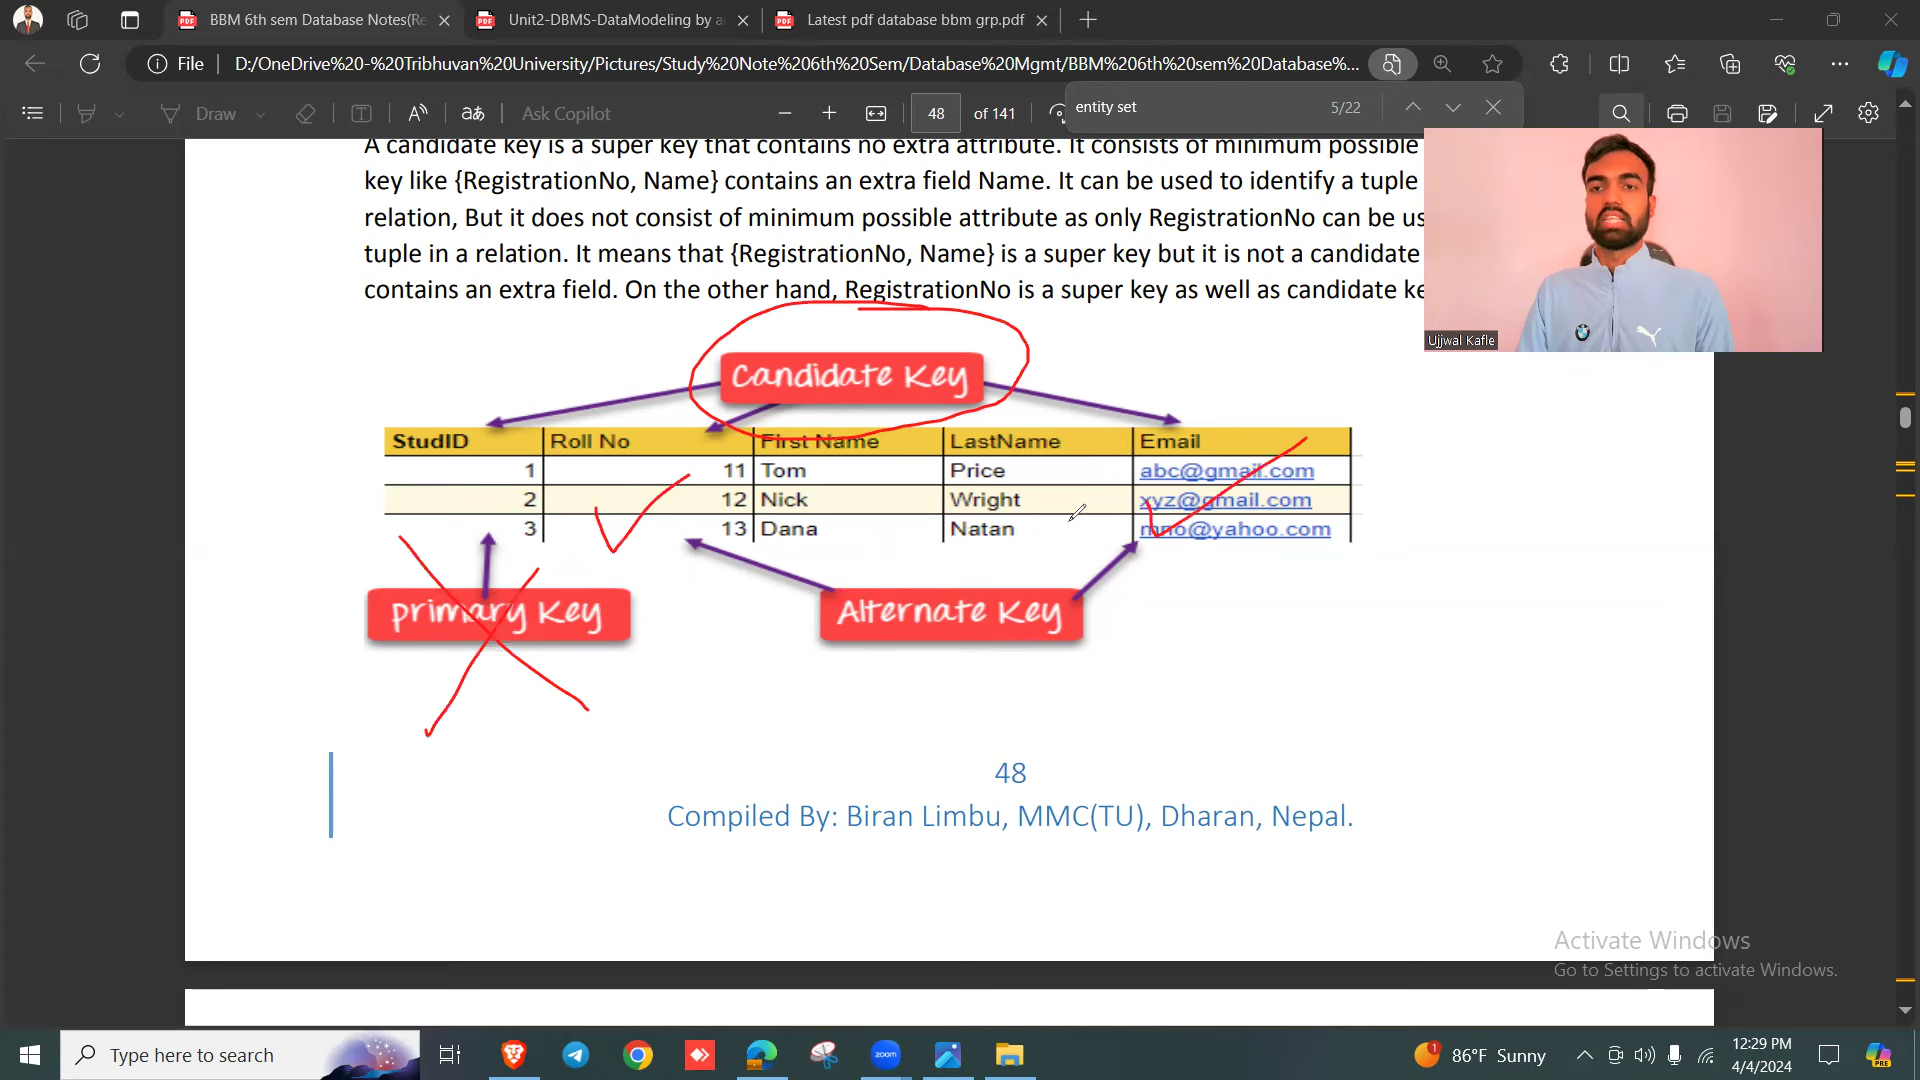 BBM 6th sem Database Notes(Re
Unit2-DBMS-DataModeling by a
Latest pdf database bbm grp.pdf
File
D:/OneDrive%20-%20Tribhuvan%20University/Pictures/Study%20Note%206th%20Sem/Database%20Mgmt/BBM%206th%20sem%20Database%...
Draw
aあ
Ask Copilot
48
of 141
entity set
5/22
A candidate key is a super key that contains no extra attribute. It consists of minimum possible
key like {RegistrationNo, Name} contains an extra field Name. It can be used to identify a tuple
relation, But it does not consist of minimum possible attribute as only RegistrationNo can be us
tuple in a relation. It means that {RegistrationNo, Name} is a super key but it is not a candidate
contains an extra field. On the other hand, RegistrationNo is a super key as well as candidate ke
Ujjwal Kafle
Candidate Key
StudID Roll No First Name LastName Email
1 11 Tom Price abc@gmail.com
2 12 Nick Wright xyz@gmail.com
3 13 Dana Natan mno@yahoo.com
Primary Key
Alternate Key
48
Compiled By: Biran Limbu, MMC(TU), Dharan, Nepal.
Activate Windows
Go to Settings to activate Windows.
Type here to search
zoom
1
86°F Sunny
12:29 PM
4/4/2024
PRE